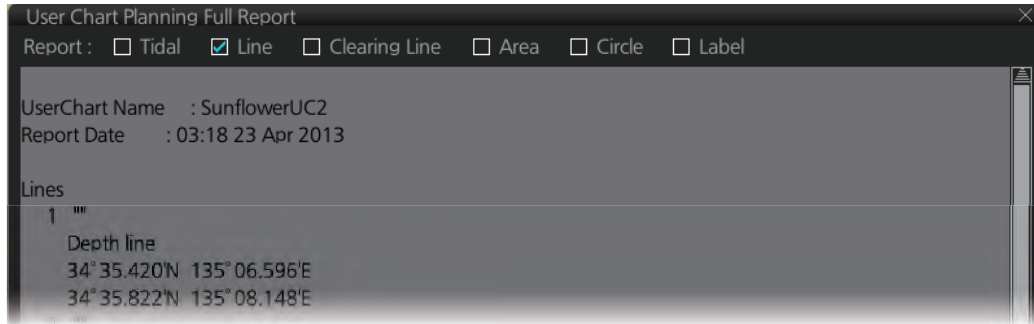 User Chart Planning Full Report
Report : Tidal Line Clearing Line Area Circle Label
UserChart Name : SunflowerUC2
Report Date : 03:18 23 Apr 2013
Lines
1 ""
Depth line
34°35.420'N 135°06.596'E
34°35.822'N 135°08.148'E